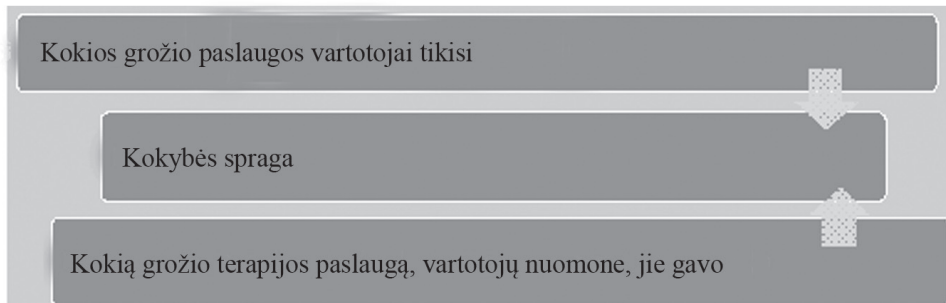 Kokios grožio paslaugos vartotojai tikisi
Kokybės spraga
Kokią grožio terapijos paslaugą, vartotojų nuomone, jie gavo